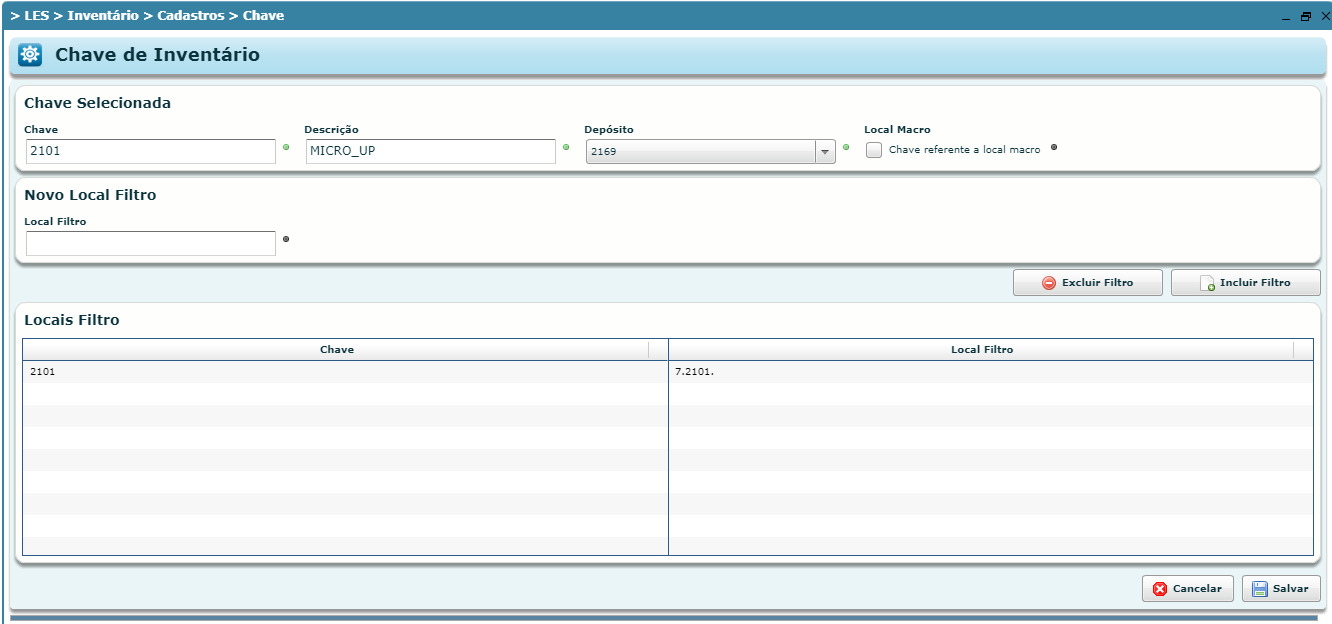 > LES > Inventário > Cadastros > Chave
Chave de Inventário
Chave Selecionada
Chave Descrição Depósito Local Macro
2101 MICRO_UP 2169 Chave referente a local macro
Novo Local Filtro
Local Filtro
Excluir Filtro Incluir Filtro
Locais Filtro
Chave Local Filtro
2101 7.2101.
Cancelar Salvar